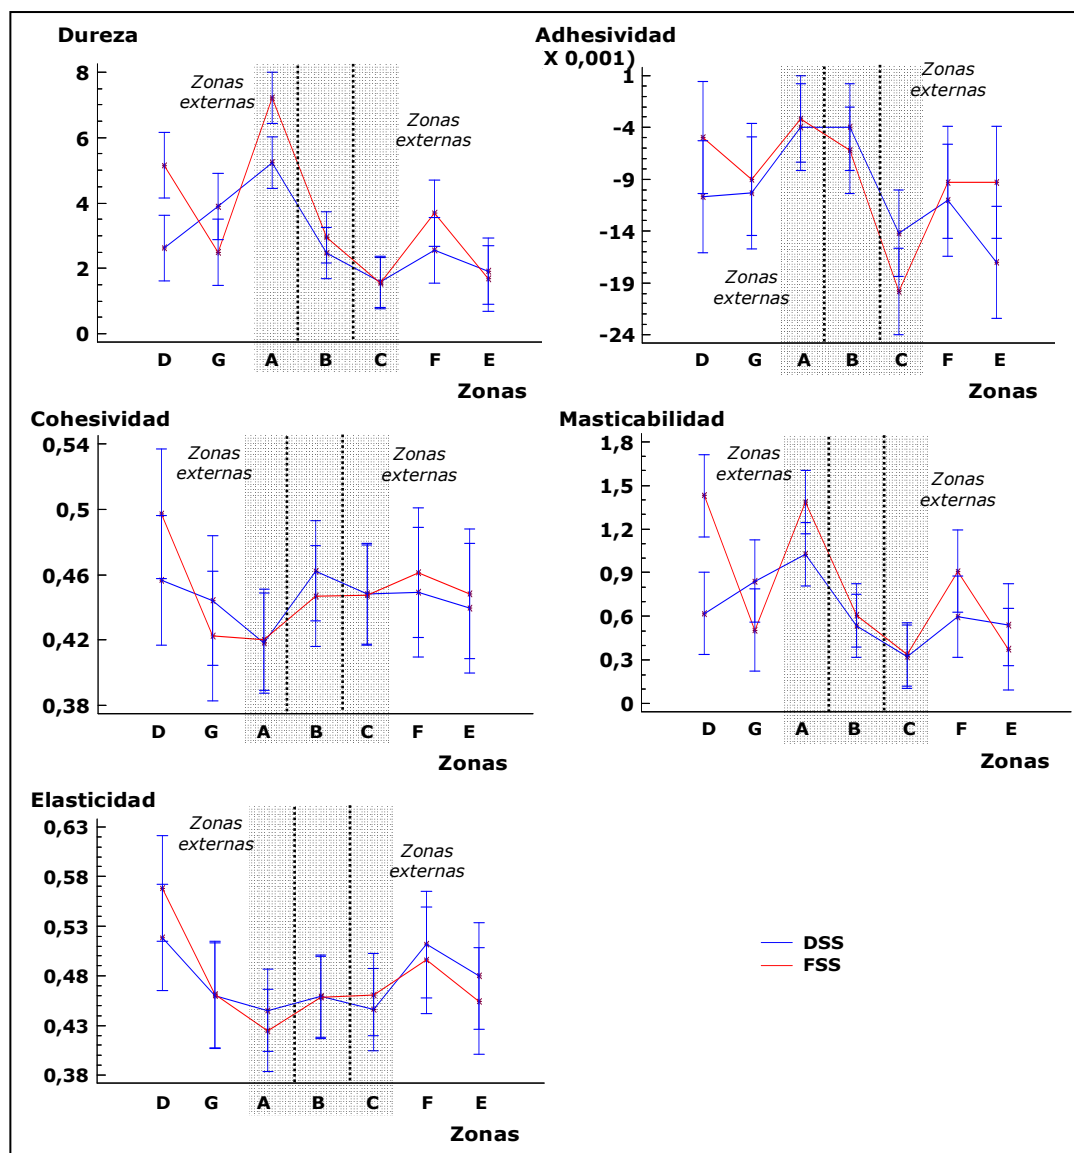 Dureza
8
6
4
2
0
Zonas
externas
Zonas
externas
D G A B C F E
Zonas
Adhesividad
X 0,001)
1
-4
-9
-14
-19
-24
Zonas
externas
Zonas
externas
D G A B C F E
Zonas
Cohesividad
0,54
0,5
0,46
0,42
0,38
Zonas
externas
Zonas
externas
D G A B C F E
Zonas
Masticabilidad
1,8
1,5
1,2
0,9
0,6
0,3
0
Zonas
externas
Zonas
externas
D G A B C F E
Zonas
Elasticidad
0,63
0,58
0,53
0,48
0,43
0,38
Zonas
externas
Zonas
externas
D G A B C F E
Zonas
DSS
FSS